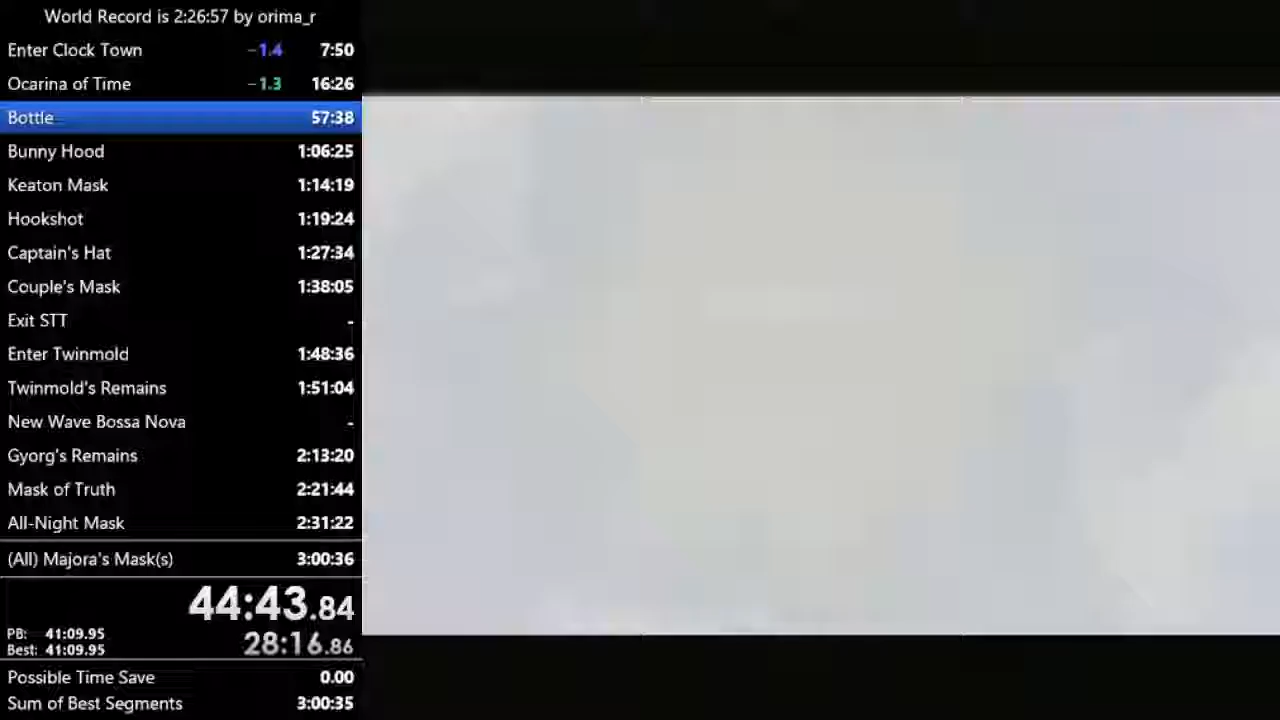 World Record is 2:26:57 by orima_r
Enter Clock Town −1.4 7:50
Ocarina of Time −1.3 16:26
Bottle 57:38
Bunny Hood 1:06:25
Keaton Mask 1:14:19
Hookshot 1:19:24
Captain's Hat 1:27:34
Couple's Mask 1:38:05
Exit STT -
Enter Twinmold 1:48:36
Twinmold's Remains 1:51:04
New Wave Bossa Nova -
Gyorg's Remains 2:13:20
Mask of Truth 2:21:44
All-Night Mask 2:31:22
(All) Majora's Mask(s) 3:00:36
44:43.84
PB: 41:09.95
Best: 41:09.95 28:16.86
Possible Time Save 0.00
Sum of Best Segments 3:00:35